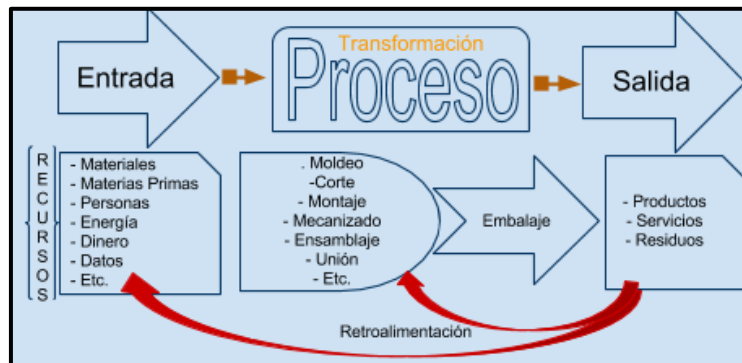 Entrada
Transformación
Proceso
Salida
RECURSOS
- Materiales
- Materias Primas
- Personas
- Energía
- Dinero
- Datos
- Etc.
. Moldeo
-Corte
- Montaje
- Mecanizado
- Ensamblaje
- Unión
- Etc.
Embalaje
- Productos
- Servicios
- Residuos
Retroalimentación